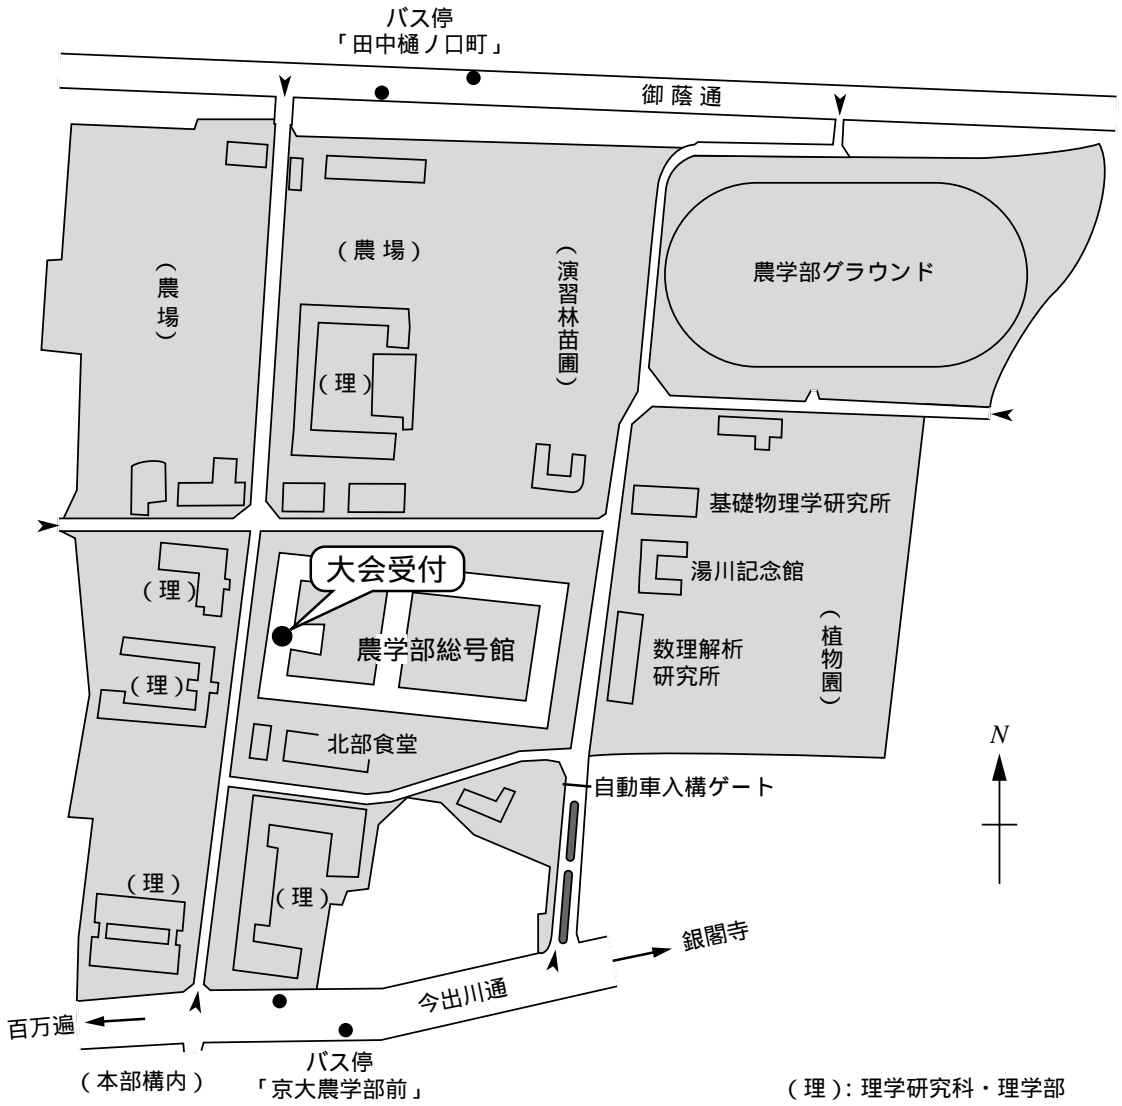 バス停
「田中樋ノ口町」
御蔭通
(農場)
(農場)
(演習林苗圃)
農学部グラウンド
(理)
基礎物理学研究所
大会受付
湯川記念館
(理)
農学部総号館
数理解析
研究所
(植物園)
(理)
北部食堂
N
自動車入構ゲート
(理)
(理)
銀閣寺
今出川通
百万遍
バス停
「京大農学部前」
(本部構内)
(理):理学研究科・理学部